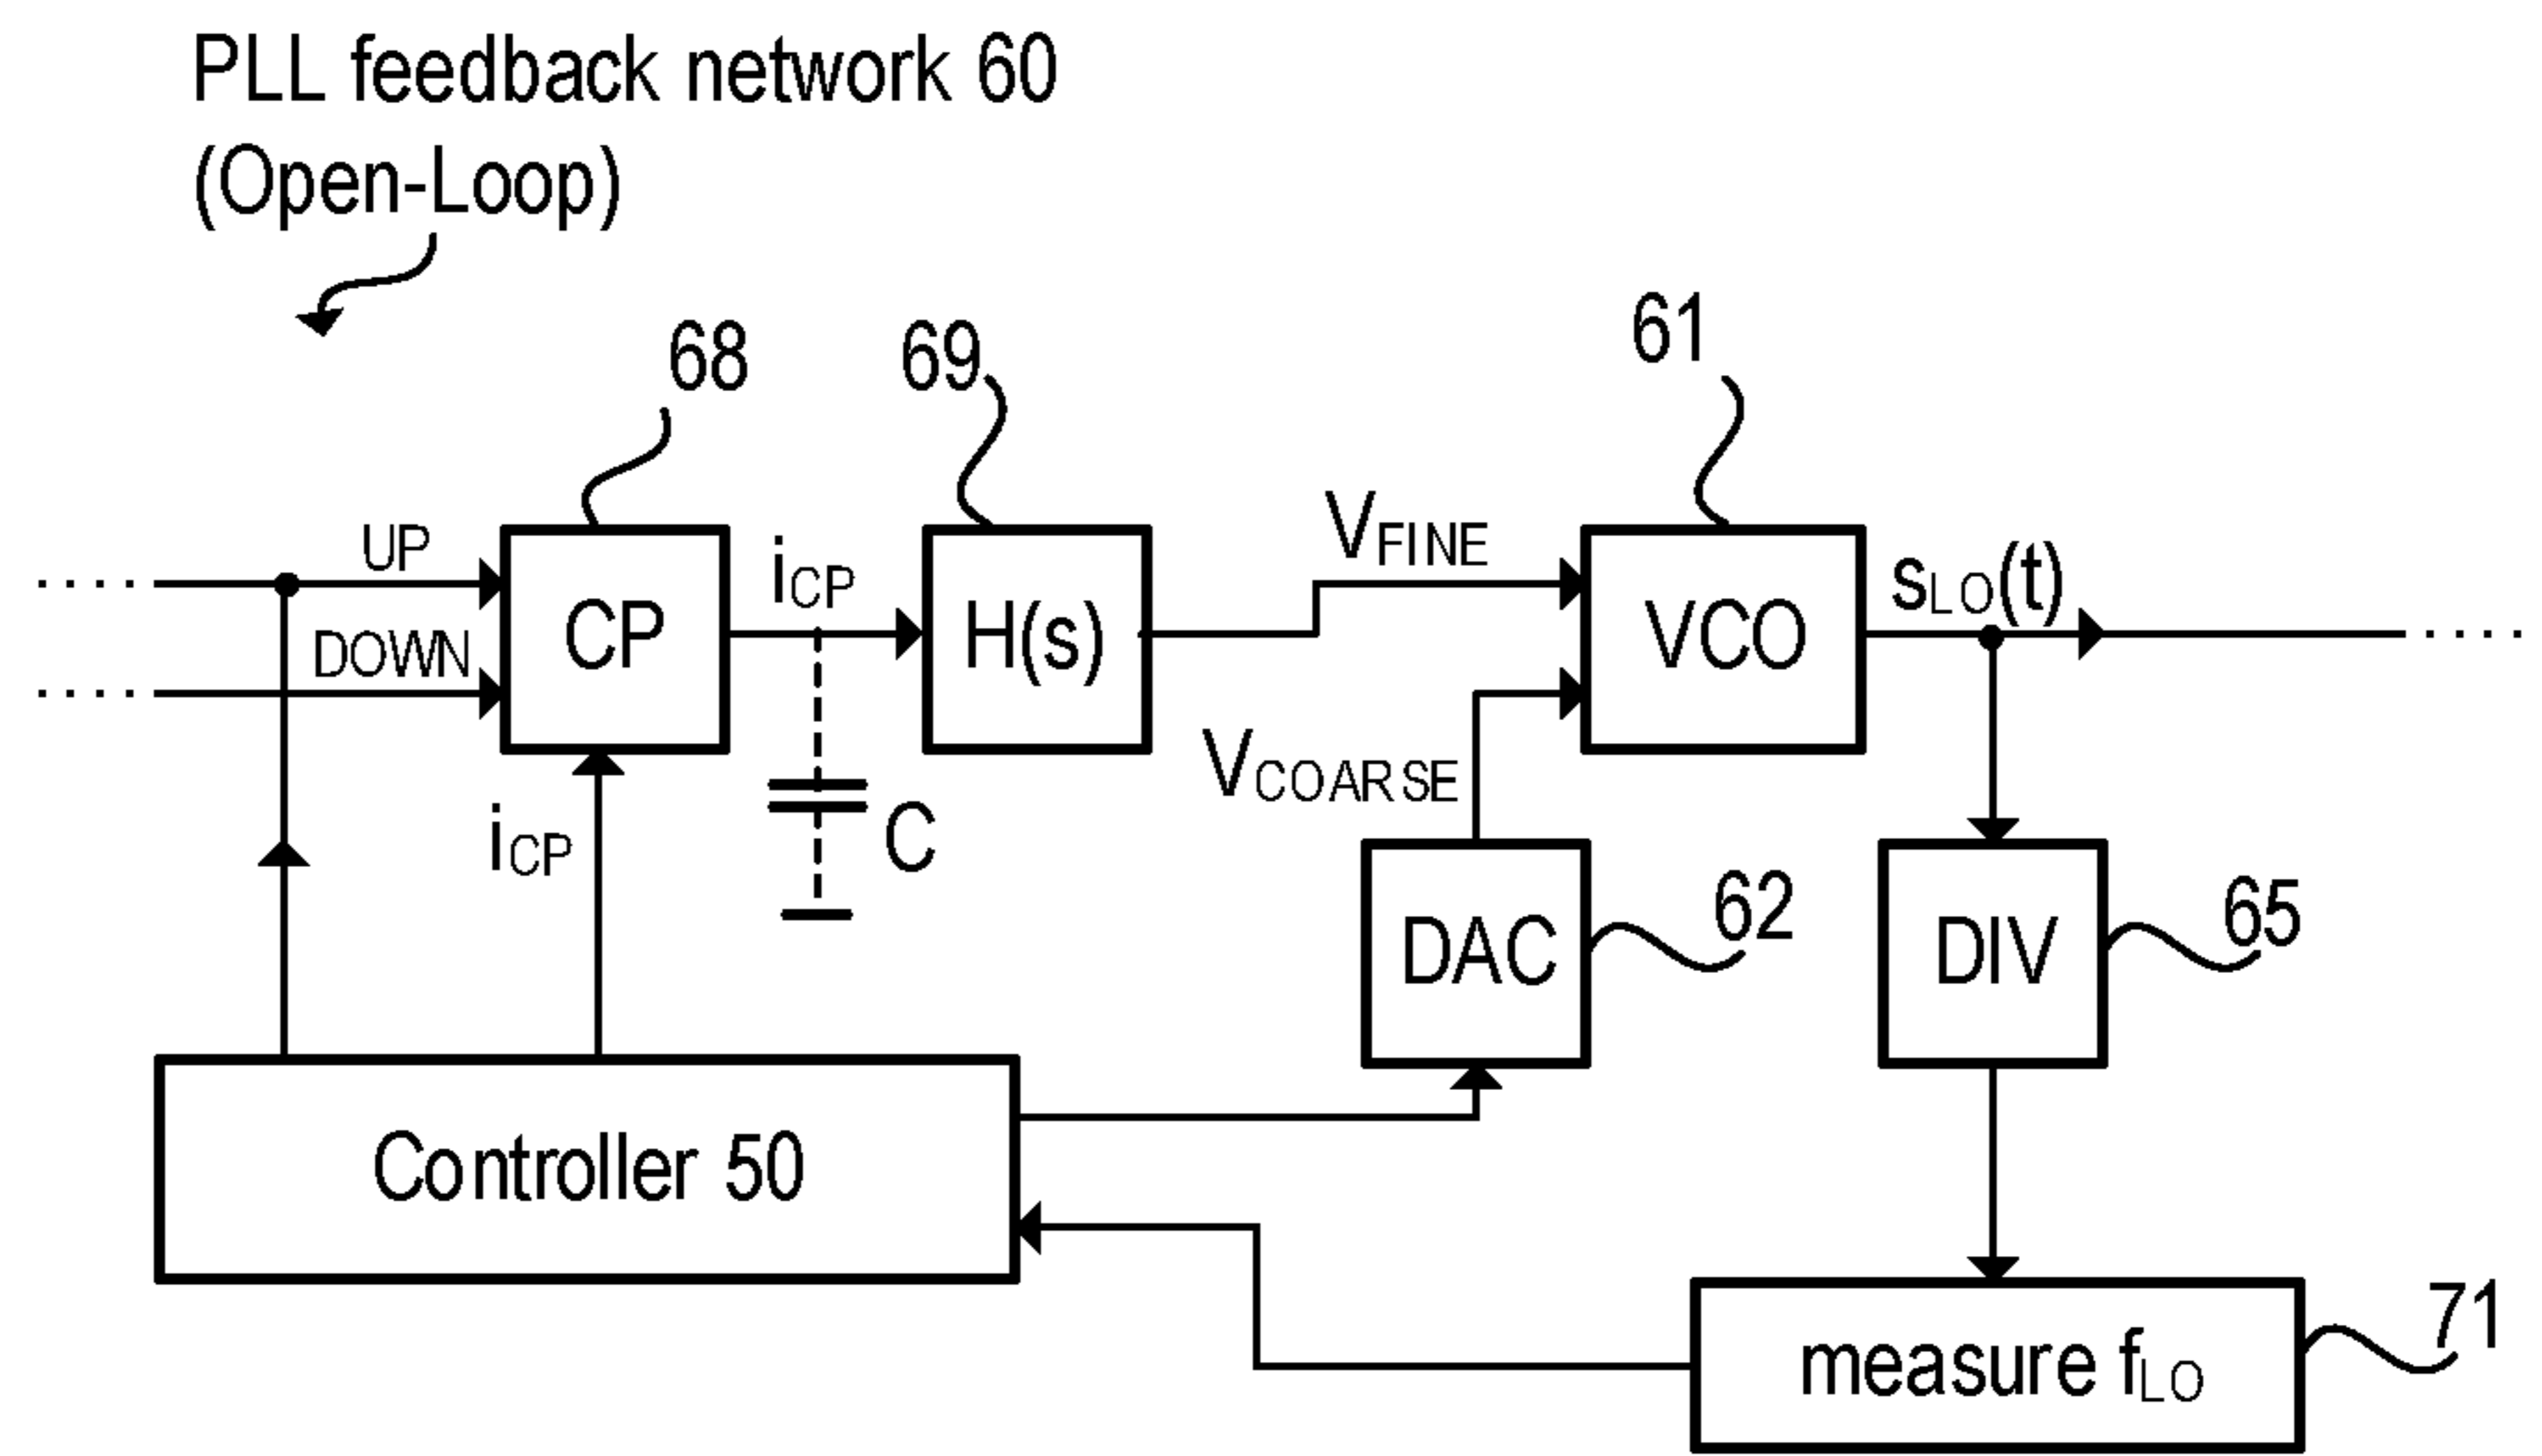 PLL feedback network 60
(Open-Loop)
68
69
61
UP
DOWN
CP
iCP
H(s)
VFINE
VCO
sLO(t)
VCOARSE
iCP
C
DAC
62
DIV
65
Controller 50
measure fLO
71